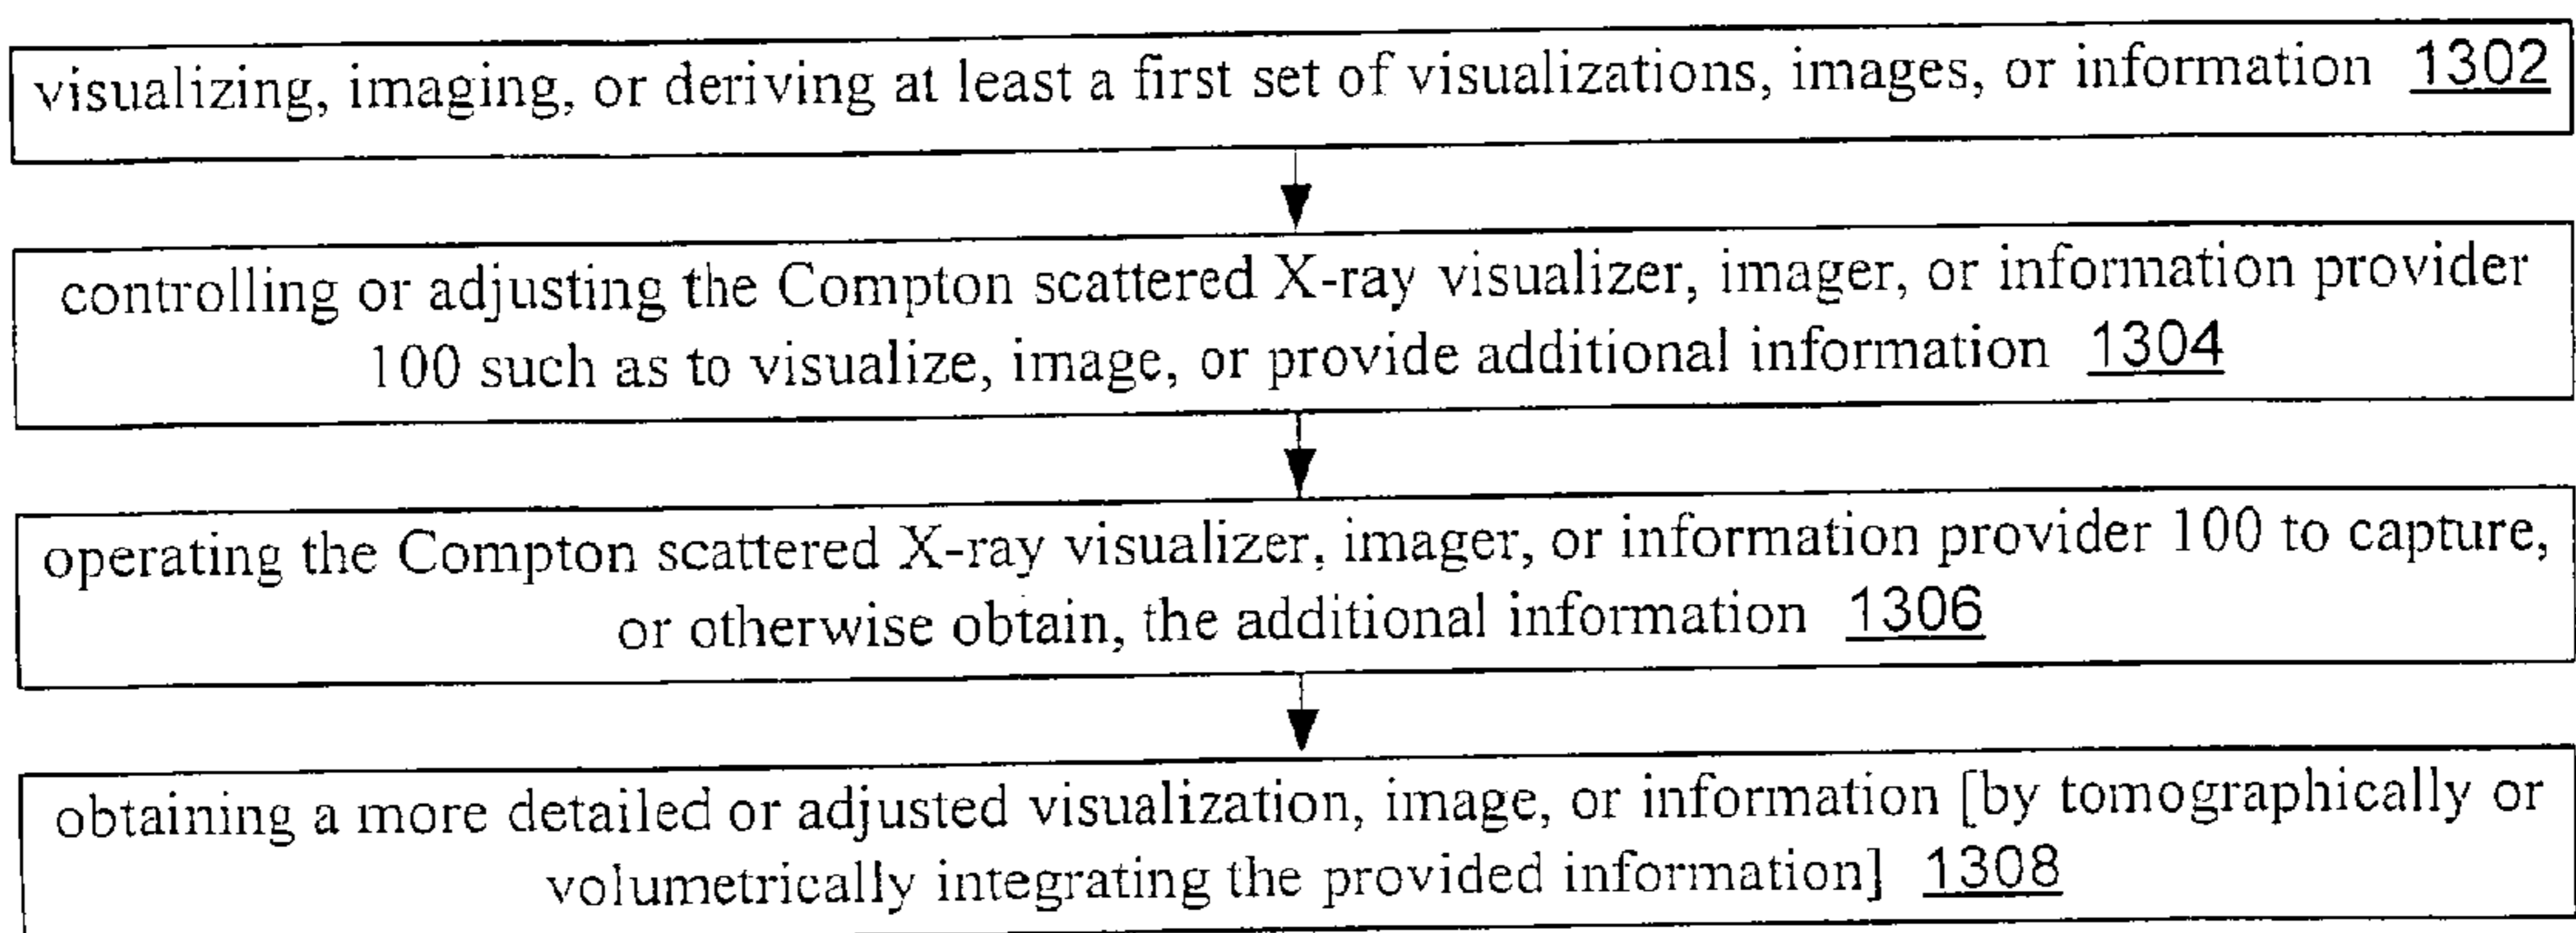 visualizing, imaging, or deriving at least a first set of visualizations, images, or information 1302
controlling or adjusting the Compton scattered X-ray visualizer, imager, or information provider
100 such as to visualize, image, or provide additional information 1304
operating the Compton scattered X-ray visualizer, imager, or information provider 100 to capture,
or otherwise obtain, the additional information 1306
obtaining a more detailed or adjusted visualization, image, or information [by tomographically or
volumetrically integrating the provided information] 1308